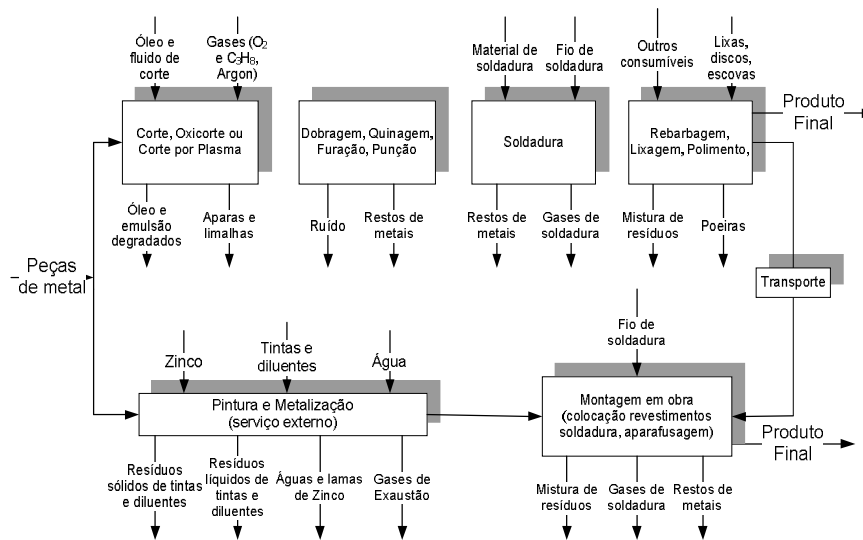 Óleo e
fluido de
corte
Gases (O2
e C3H8,
Argon)
Material de
soldadura
Fio de
soldadura
Outros
consumíveis
Lixas,
discos,
escovas
Corte, Oxicorte ou
Corte por Plasma
Dobragem, Quinagem,
Furação, Punção
Soldadura
Rebarbagem,
Lixagem, Polimento,
Produto
Final
Óleo e
emulsão
degradados
Aparas e
limalhas
Ruído
Restos de
metais
Restos de
metais
Gases de
soldadura
Mistura de
resíduos
Poeiras
Peças
de metal
Transporte
Zinco
Tintas e
diluentes
Água
Fio de
soldadura
Pintura e Metalização
(serviço externo)
Montagem em obra
(colocação revestimentos
soldadura, aparafusagem)
Produto
Final
Resíduos
sólidos de tintas
e diluentes
Resíduos
líquidos de
tintas e
diluentes
Águas e lamas
de Zinco
Gases de
Exaustão
Mistura de
resíduos
Gases de
soldadura
Restos de
metais